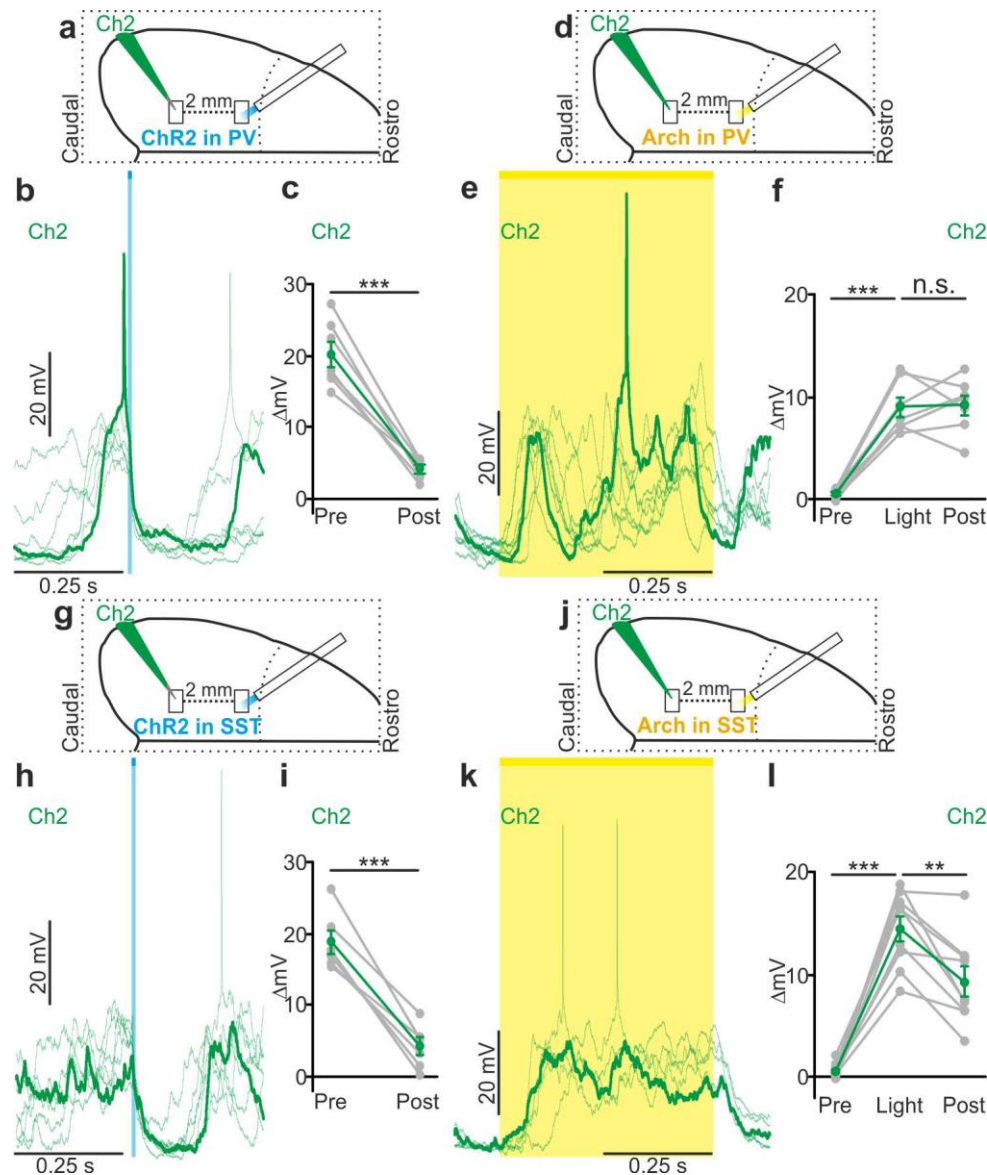 a
Ch2
2 mm
ChR2 in PV
Caudal
Rostro
d
Ch2
2 mm
Arch in PV
Caudal
Rostro
b
Ch2
20 mV
0.25 s
c
Ch2
***
30
20
10
0
ΔmV
Pre Post
e
Ch2
20 mV
0.25 s
f
Ch2
*** n.s.
20
10
0
ΔmV
Pre Light Post
g
Ch2
2 mm
ChR2 in SST
Caudal
Rostro
j
Ch2
2 mm
Arch in SST
Caudal
Rostro
h
Ch2
20 mV
0.25 s
i
Ch2
***
30
20
10
0
ΔmV
Pre Post
k
Ch2
20 mV
0.25 s
l
Ch2
*** **
20
10
0
ΔmV
Pre Light Post